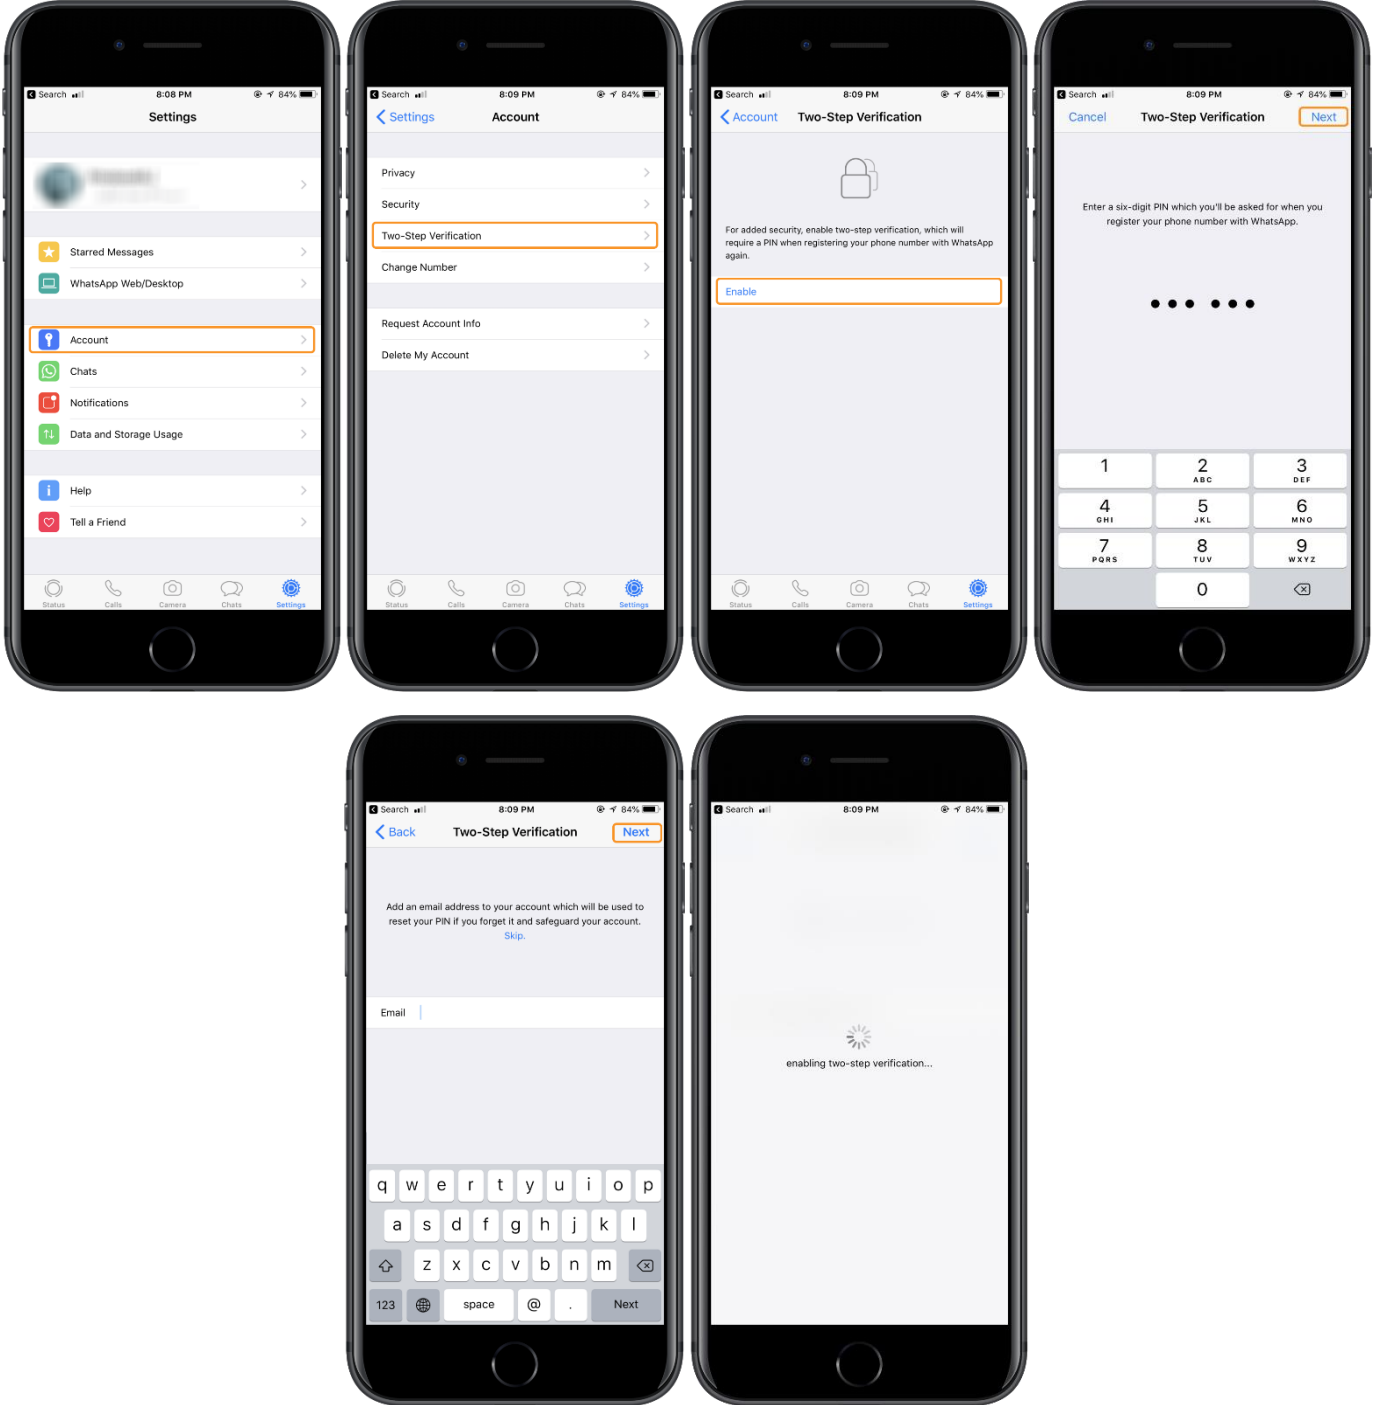 Search
8:08 PM
84%
Settings
Starred Messages
WhatsApp Web/Desktop
Account
Chats
Notifications
Data and Storage Usage
Help
Tell a Friend
Status
Calls
Camera
Chats
Settings
Search
8:09 PM
84%
Settings
Account
Privacy
Security
Two-Step Verification
Change Number
Request Account Info
Delete My Account
Status
Calls
Camera
Chats
Settings
Search
8:09 PM
84%
Account
Two-Step Verification
For added security, enable two-step verification, which will
require a PIN when registering your phone number with WhatsApp
again.
Enable
Status
Calls
Camera
Chats
Settings
Search
8:09 PM
84%
Cancel
Two-Step Verification
Next
Enter a six-digit PIN which you'll be asked for when you
register your phone number with WhatsApp.
1
2
3
ABC
DEF
4
5
6
GHI
JKL
MNO
7
8
9
PQRS
TUV
WXYZ
0
Search
8:09 PM
84%
Back
Two-Step Verification
Next
Add an email address to your account which will be used to
reset your PIN if you forget it and safeguard your account.
Skip.
Email
q w e r t y u i o p
a s d f g h j k l
z x c v b n m
123 space @ . Next
Search
8:09 PM
84%
enabling two-step verification...